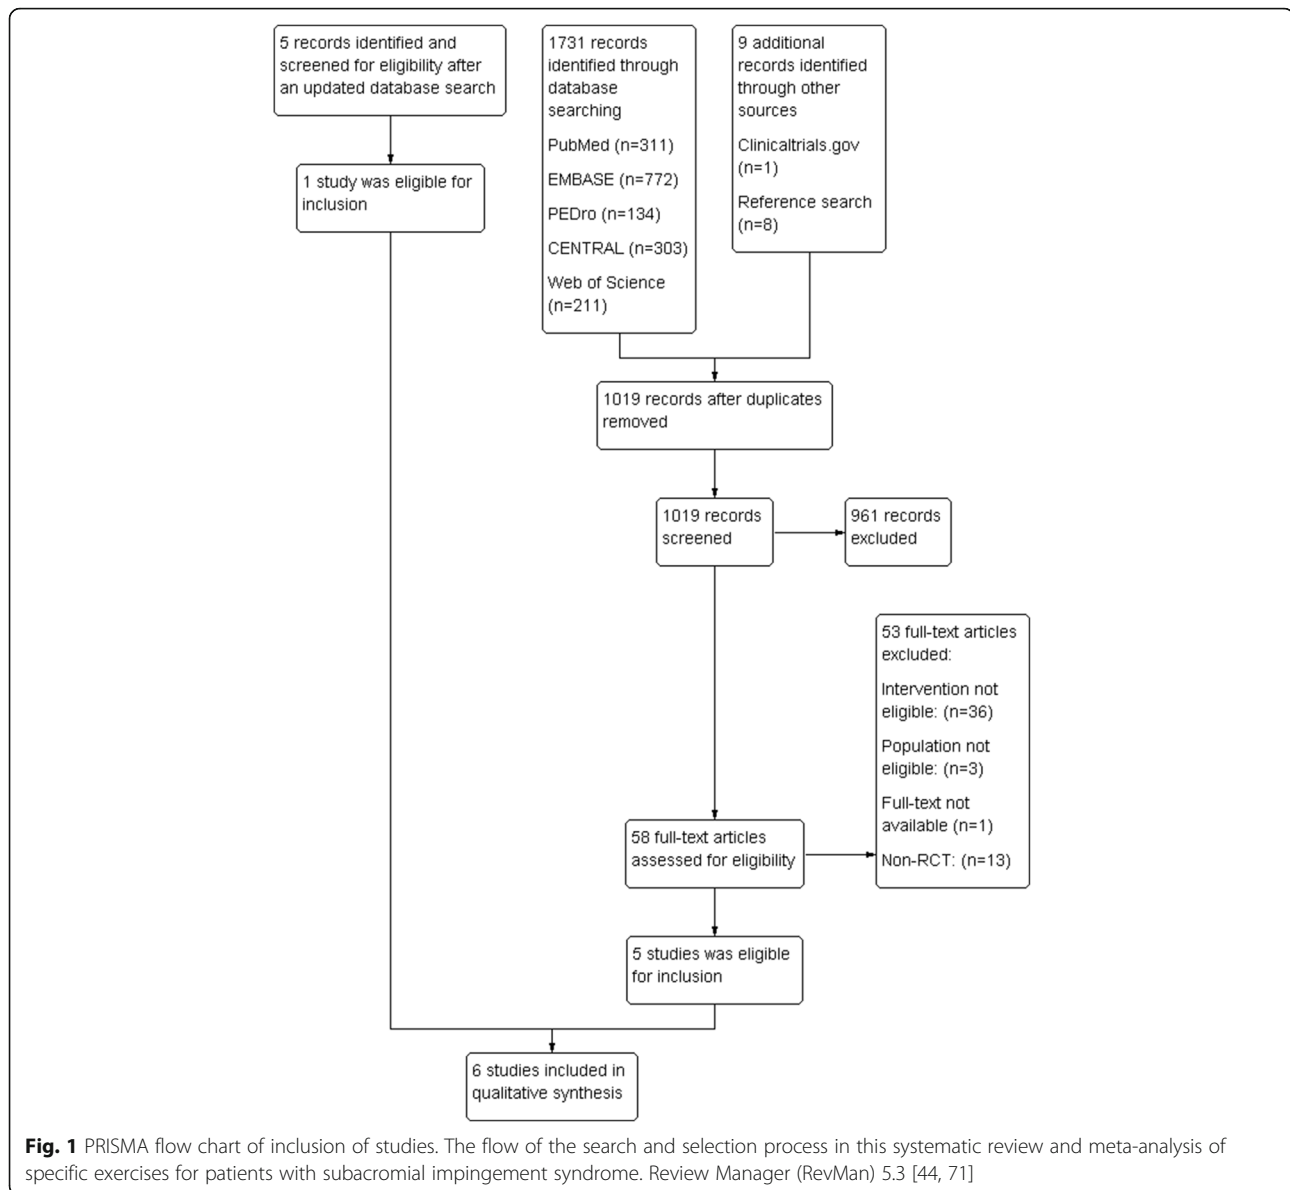 5 records identified and
screened for eligibility after
an updated database search
1 study was eligible for
inclusion
1731 records
identified through
database
searching
PubMed (n=311)
EMBASE (n=772)
PEDro (n=134)
CENTRAL (n=303)
Web of Science
(n=211)
9 additional
records identified
through other
sources
Clinicaltrials.gov
(n=1)
Reference search
(n=8)
1019 records after duplicates
removed
1019 records
screened
961 records
excluded
58 full-text articles
assessed for eligibility
53 full-text articles
excluded:
Intervention not
eligible: (n=36)
Population not
eligible: (n=3)
Full-text not
available (n=1)
Non-RCT: (n=13)
5 studies was eligible
for inclusion
6 studies included in
qualitative synthesis
Fig. 1 PRISMA flow chart of inclusion of studies. The flow of the search and selection process in this systematic review and meta-analysis of
specific exercises for patients with subacromial impingement syndrome. Review Manager (RevMan) 5.3 [44, 71]